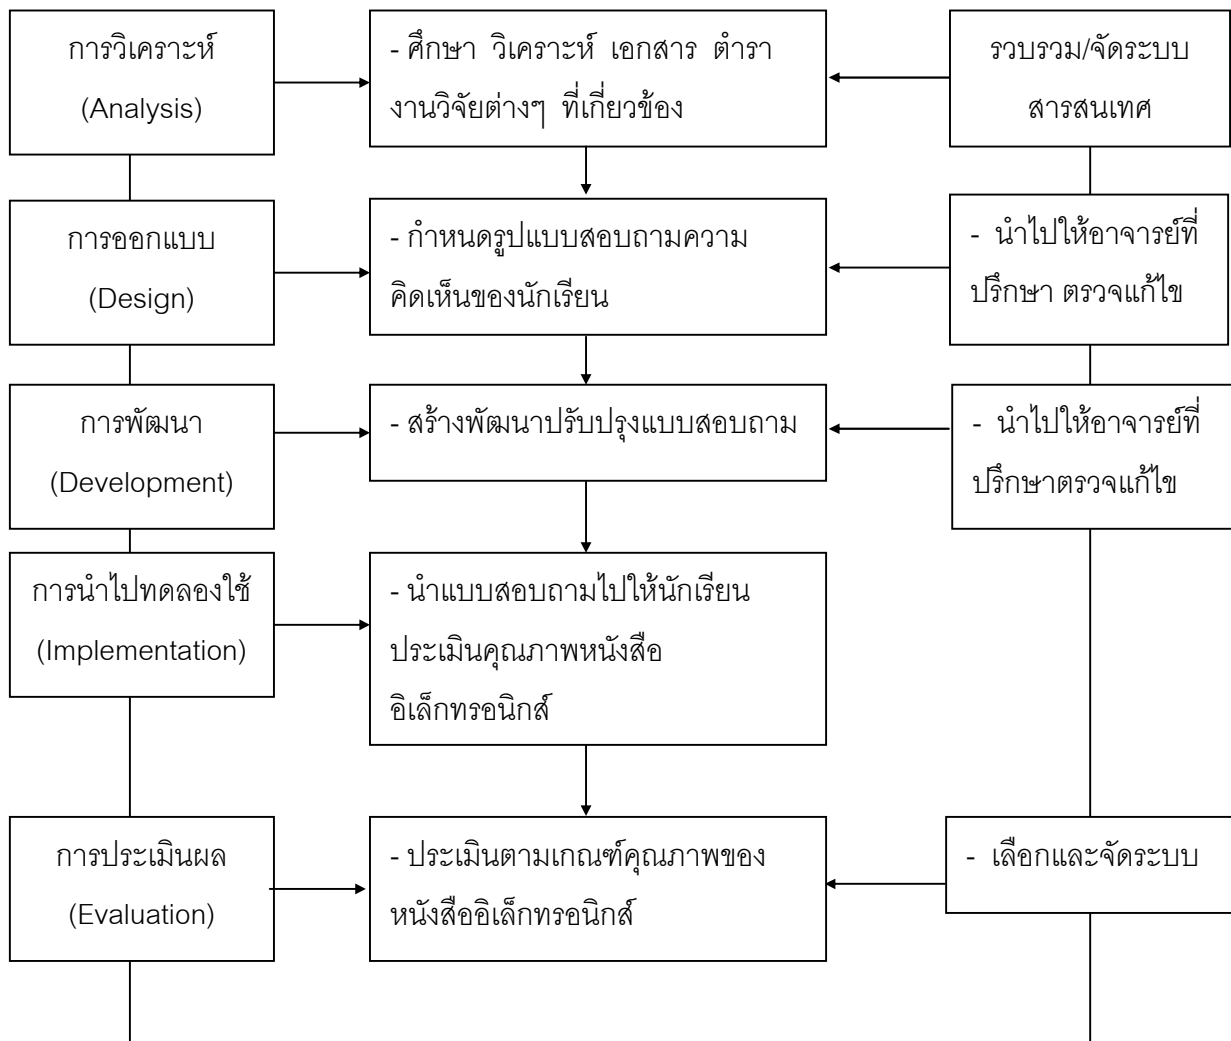 การวิเคราะห์
(Analysis)
- ศึกษา วิเคราะห์ เอกสาร ตำรา
งานวิจัยต่างๆ ที่เกี่ยวข้อง
รวบรวม/จัดระบบ
สารสนเทศ
การออกแบบ
(Design)
- กำหนดรูปแบบสอบถามความ
คิดเห็นของนักเรียน
- นำไปให้อาจารย์ที่
ปรึกษา ตรวจแก้ไข
การพัฒนา
(Development)
- สร้างพัฒนาปรับปรุงแบบสอบถาม
- นำไปให้อาจารย์ที่
ปรึกษาตรวจแก้ไข
การนำไปทดลองใช้
(Implementation)
- นำแบบสอบถามไปให้นักเรียน
ประเมินคุณภาพหนังสือ
อิเล็กทรอนิกส์
การประเมินผล
(Evaluation)
- ประเมินตามเกณฑ์คุณภาพของ
หนังสืออิเล็กทรอนิกส์
- เลือกและจัดระบบ